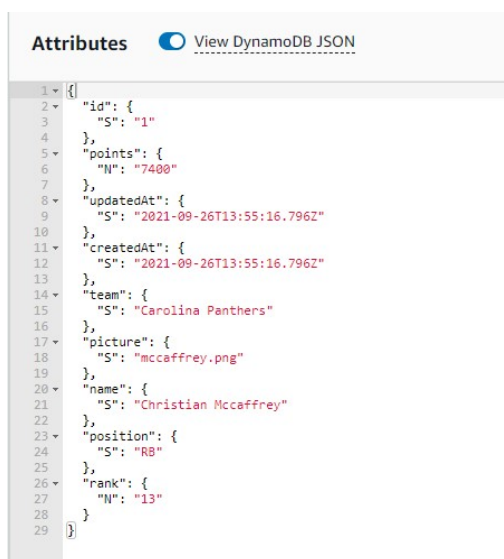 Attributes View DynamoDB JSON
1 {
2 "id": {
3 "S": "1"
4 },
5 "points": {
6 "N": "7400"
7 },
8 "updatedAt": {
9 "S": "2021-09-26T13:55:16.796Z"
10 },
11 "createdAt": {
12 "S": "2021-09-26T13:55:16.796Z"
13 },
14 "team": {
15 "S": "Carolina Panthers"
16 },
17 "picture": {
18 "S": "mccaffrey.png"
19 },
20 "name": {
21 "S": "Christian Mccaffrey"
22 },
23 "position": {
24 "S": "RB"
25 },
26 "rank": {
27 "N": "13"
28 }
29 }